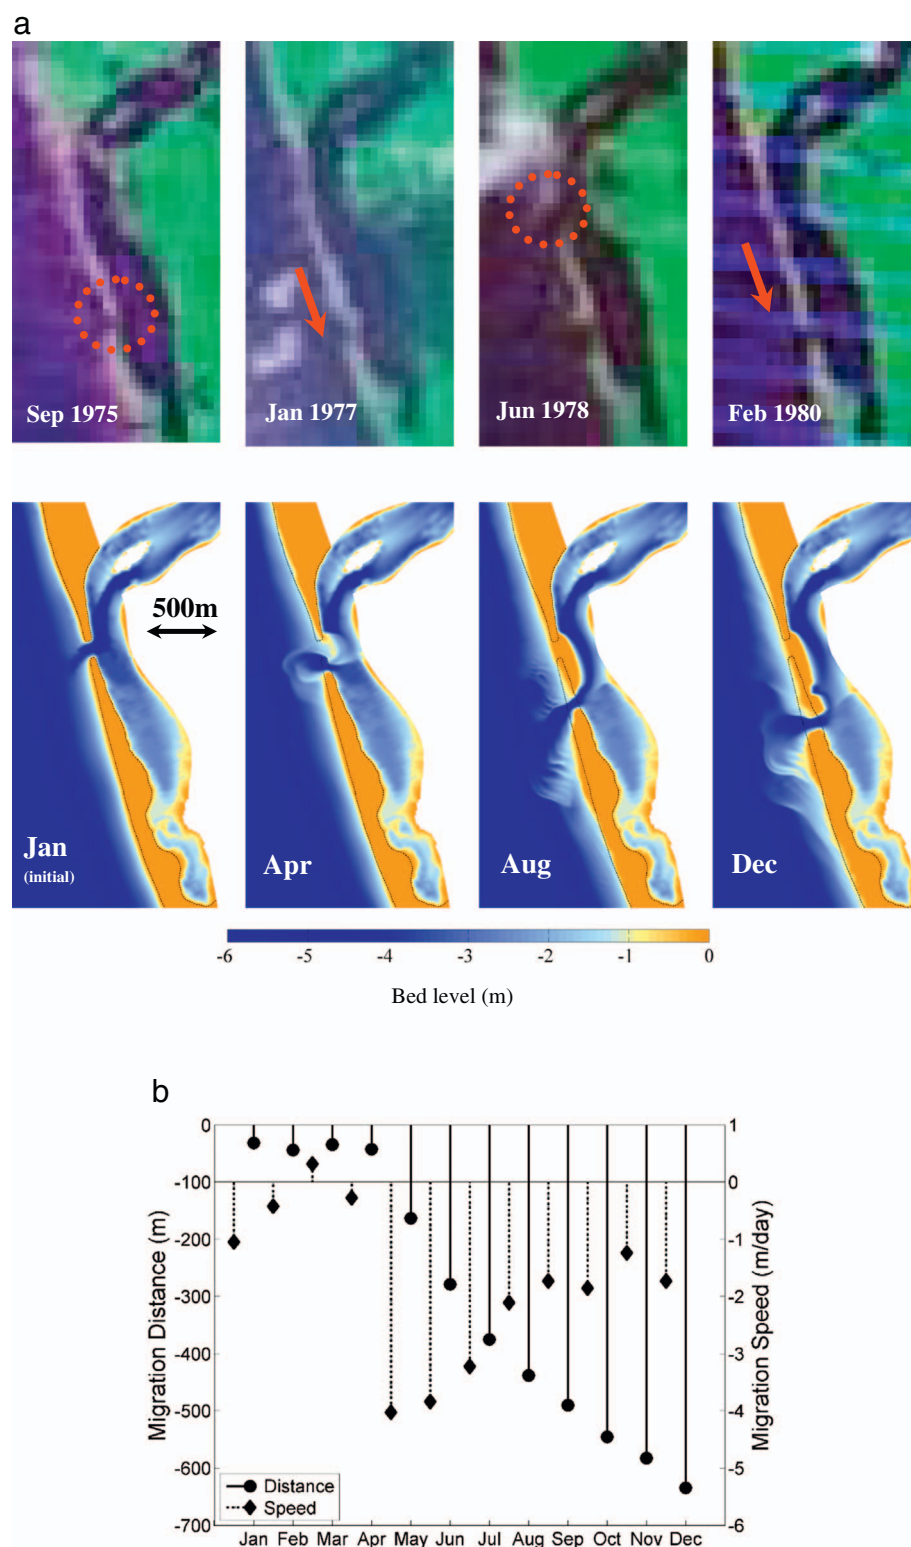 a
Sep 1975
Jan 1977
Jun 1978
Feb 1980
500m
Jan
(initial)
Apr
Aug
Dec
-6 -5 -4 -3 -2 -1 0
Bed level (m)
b
Migration Distance (m)
0
-100
-200
-300
-400
-500
-600
-700
Distance
Speed
Jan Feb Mar Apr May Jun Jul Aug Sep Oct Nov Dec
1
0
-1
-2
-3
-4
-5
-6
Migration Speed (m/day)